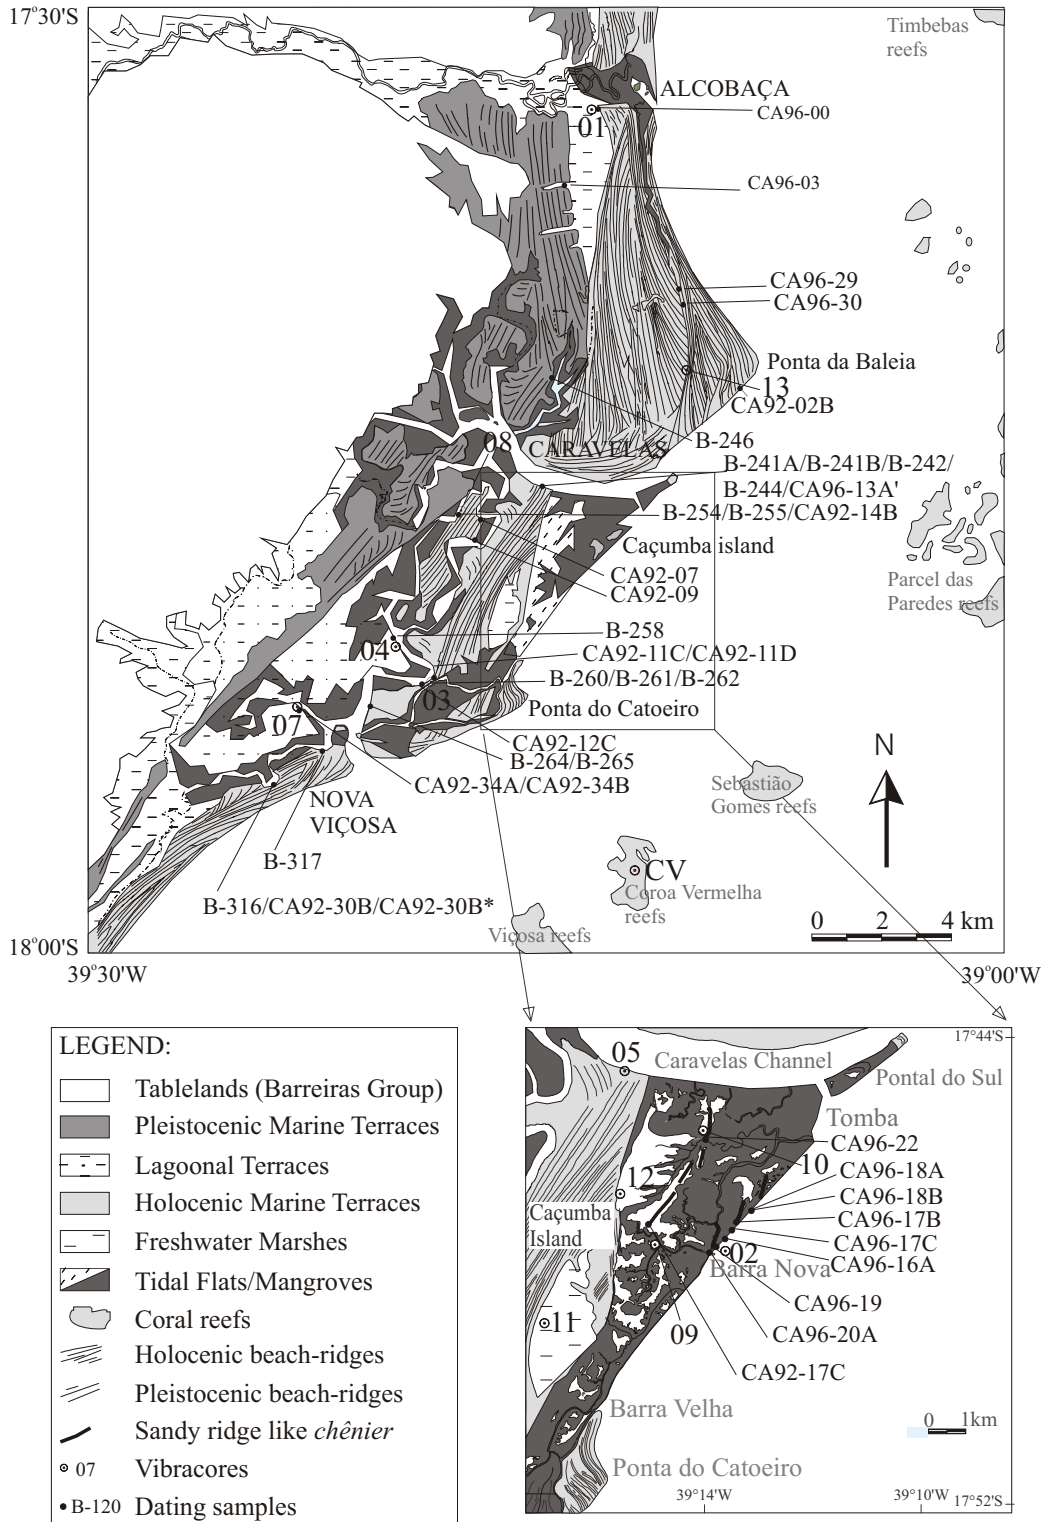 17°30'S
Timbebas
reefs
ALCOBAÇA
CA96-00
01
CA96-03
CA96-29
CA96-30
Ponta da Baleia
13
CA92-02B
B-246
08
CARAVELAS
B-241A/B-241B/B-242/
B-244/CA96-13A'
B-254/B-255/CA92-14B
Caçumba island
CA92-07
CA92-09
Parcel das
Paredes reefs
B-258
04
CA92-11C/CA92-11D
B-260/B-261/B-262
03
Ponta do Catoeiro
07
CA92-12C
B-264/B-265
CA92-34A/CA92-34B
N
Sebastião
Gomes reefs
NOVA
VIÇOSA
B-317
CV
Coroa Vermelha
reefs
B-316/CA92-30B/CA92-30B*
Viçosa reefs
0 2 4 km
18°00'S
39°30'W
39°00'W
LEGEND:
Tablelands (Barreiras Group)
Pleistocenic Marine Terraces
Lagoonal Terraces
Holocenic Marine Terraces
Freshwater Marshes
Tidal Flats/Mangroves
Coral reefs
Holocenic beach-ridges
Pleistocenic beach-ridges
Sandy ridge like chênier
07 Vibracores
B-120 Dating samples
17°44'S
05
Caravelas Channel
Pontal do Sul
Tomba
CA96-22
10
CA96-18A
12
CA96-18B
Caçumba
Island
CA96-17B
CA96-17C
02
CA96-16A
Barra Nova
CA96-19
11
09
CA96-20A
CA92-17C
Barra Velha
0 1km
Ponta do Catoeiro
39°14'W
39°10'W
17°52'S